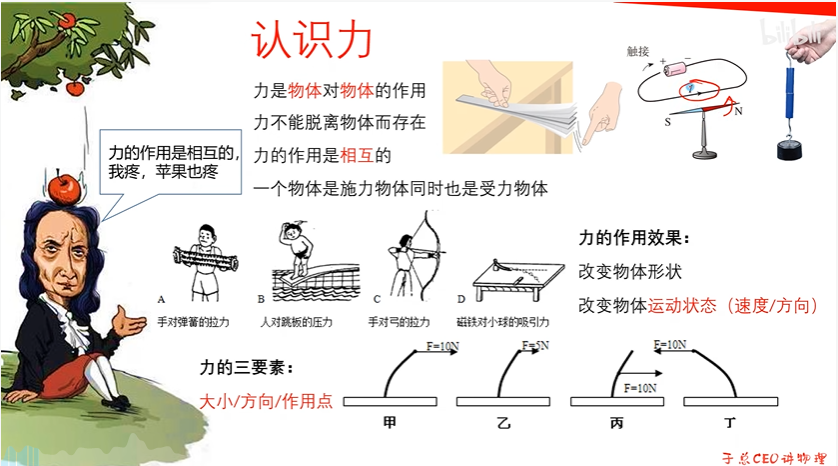 认识力
bilibili
力是物体对物体的作用
力不能脱离物体而存在
力的作用是相互的
一个物体是施力物体同时也是受力物体
触接
+ −
S N
力的作用是相互的，
我疼，苹果也疼
A
手对弹簧的拉力
B
人对跳板的压力
C
手对弓的拉力
D
磁铁对小球的吸引力
力的作用效果：
改变物体形状
改变物体运动状态（速度/方向）
力的三要素：
大小/方向/作用点
F=10N
甲
F=5N
乙
F=10N
丙
F=10N
丁
于总CEO讲物理